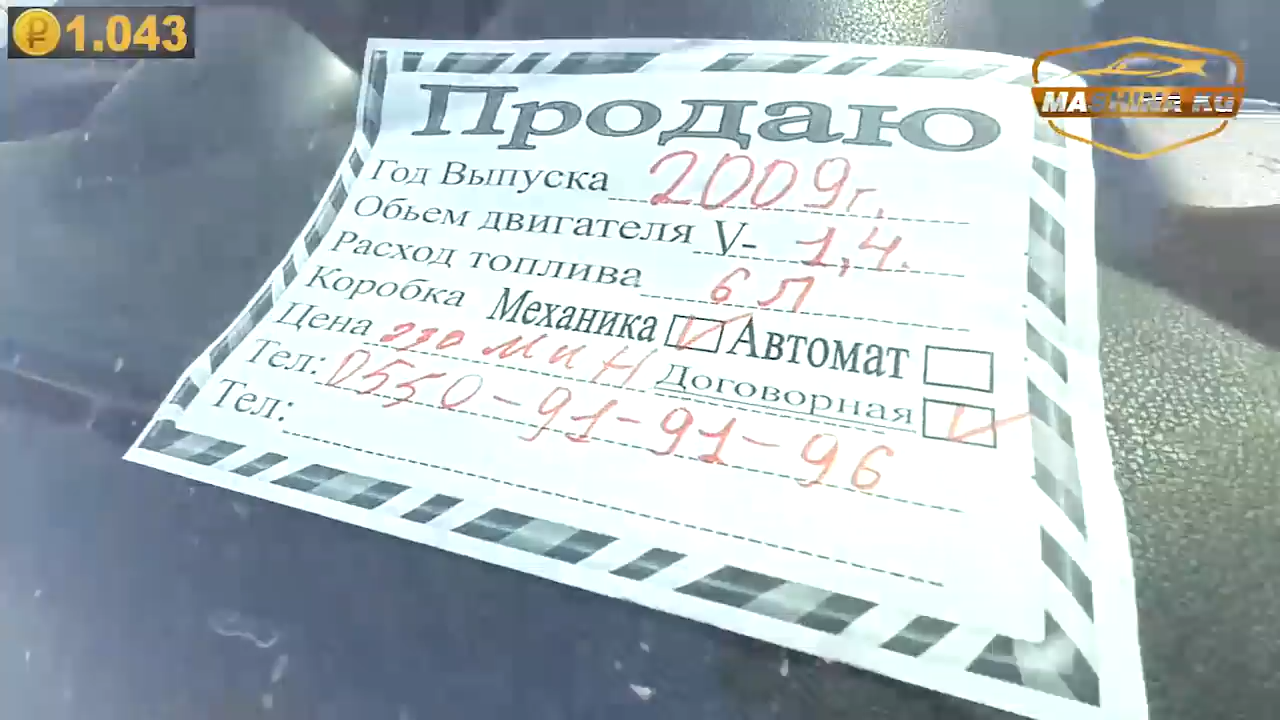 1.043
MASHINA KG
Продаю
Год Выпуска 2009г.
Обьем двигателя V- 1,4.
Расход топлива 6 л
Коробка Механика Автомат
Цена мин Договорная
Тел: 0550-91-91-96
Тел: